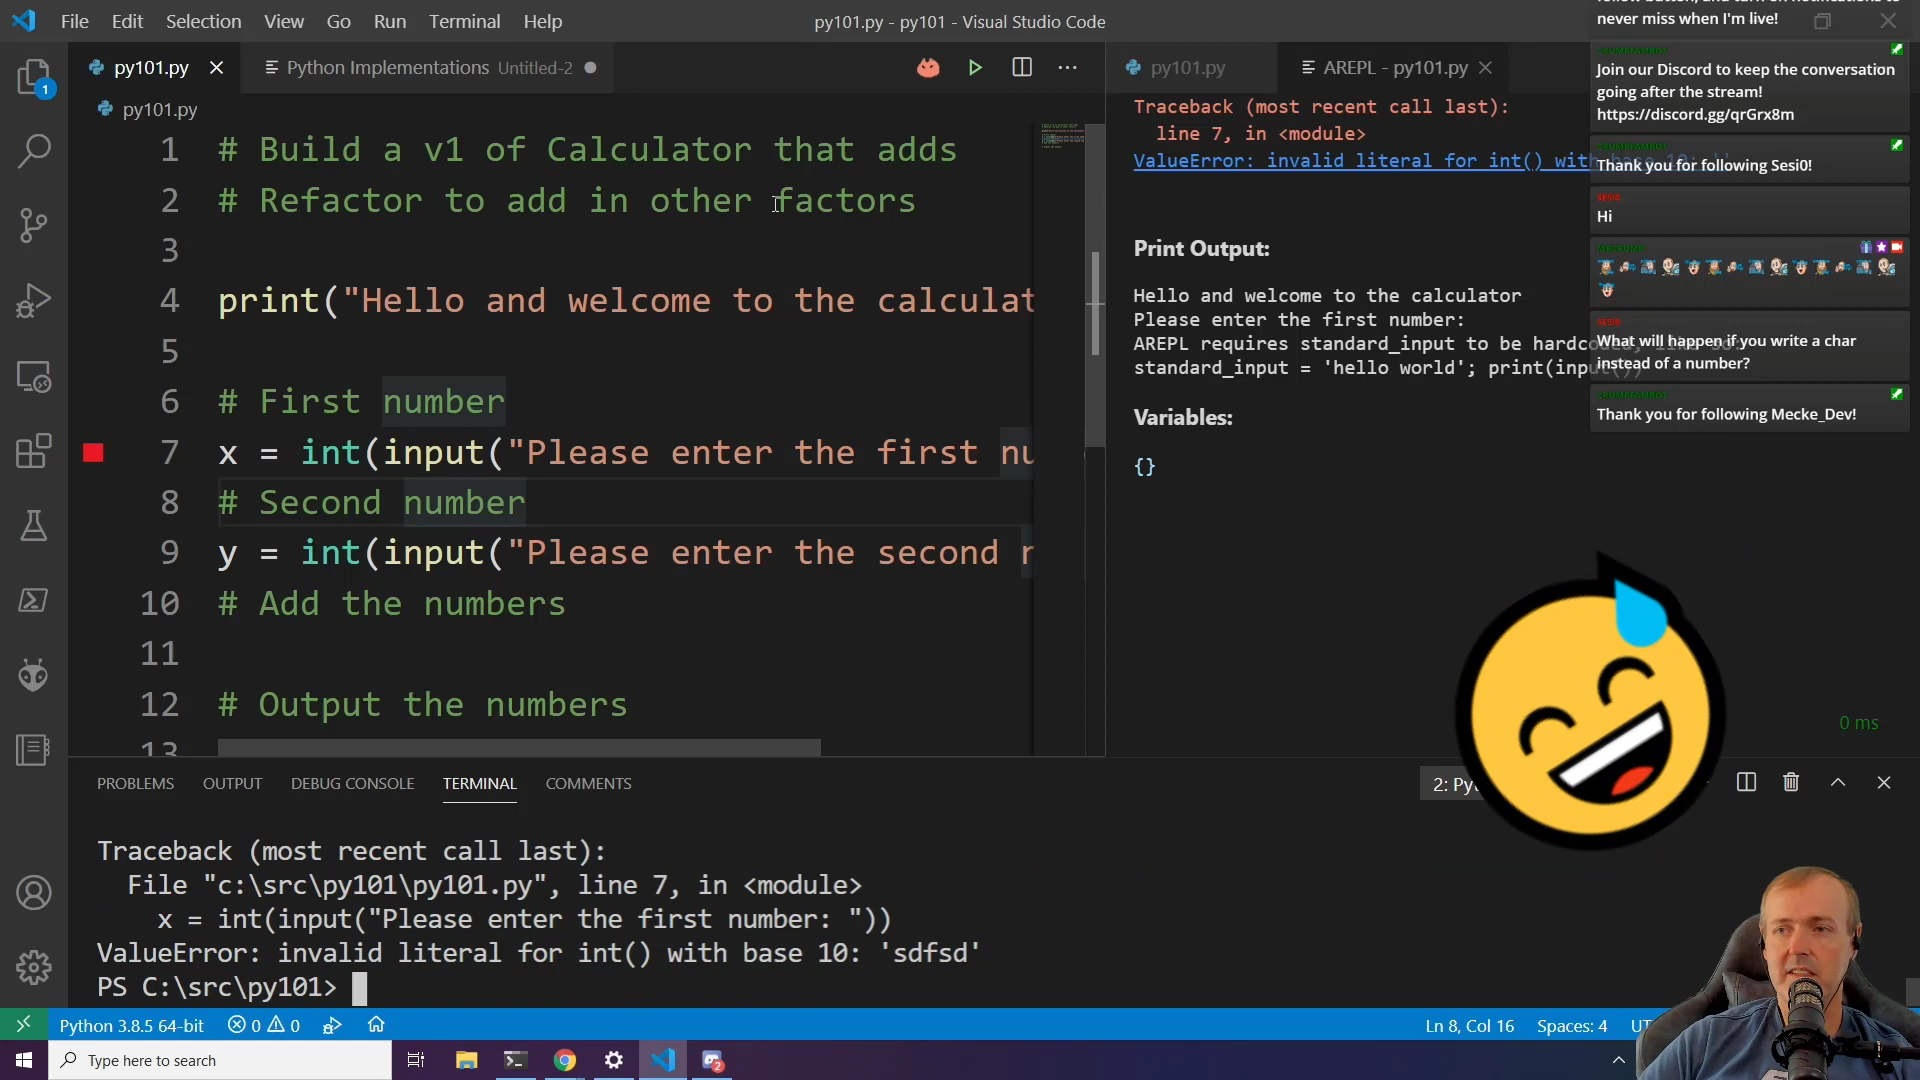 File Edit Selection View Go Run Terminal Help
py101.py - py101 - Visual Studio Code
py101.py
Python Implementations Untitled-2
py101.py
AREPL - py101.py
1
py101.py
1 # Build a v1 of Calculator that adds
2 # Refactor to add in other factors
3
4 print("Hello and welcome to the calculat
5
6 # First number
7 x = int(input("Please enter the first nu
8 # Second number
9 y = int(input("Please enter the second
10 # Add the numbers
11
12 # Output the numbers
13
Traceback (most recent call last):
line 7, in <module>
ValueError: invalid literal for int() with base 10: ''
Print Output:
Hello and welcome to the calculator
Please enter the first number:
AREPL requires standard_input to be hardcoded, like so:
standard_input = 'hello world'; print(input())
Variables:
{}
0 ms
never miss when I'm live!
Join our Discord to keep the conversation
going after the stream!
https://discord.gg/qrGrx8m
Thank you for following Sesi0!
SESI0
Hi
SESI0
What will happen if you write a char
instead of a number?
Thank you for following Mecke_Dev!
PROBLEMS OUTPUT DEBUG CONSOLE TERMINAL COMMENTS
Traceback (most recent call last):
File "c:\src\py101\py101.py", line 7, in <module>
x = int(input("Please enter the first number: "))
ValueError: invalid literal for int() with base 10: 'sdfsd'
PS C:\src\py101>
Python 3.8.5 64-bit 0 0
Ln 8, Col 16 Spaces: 4
Type here to search
2